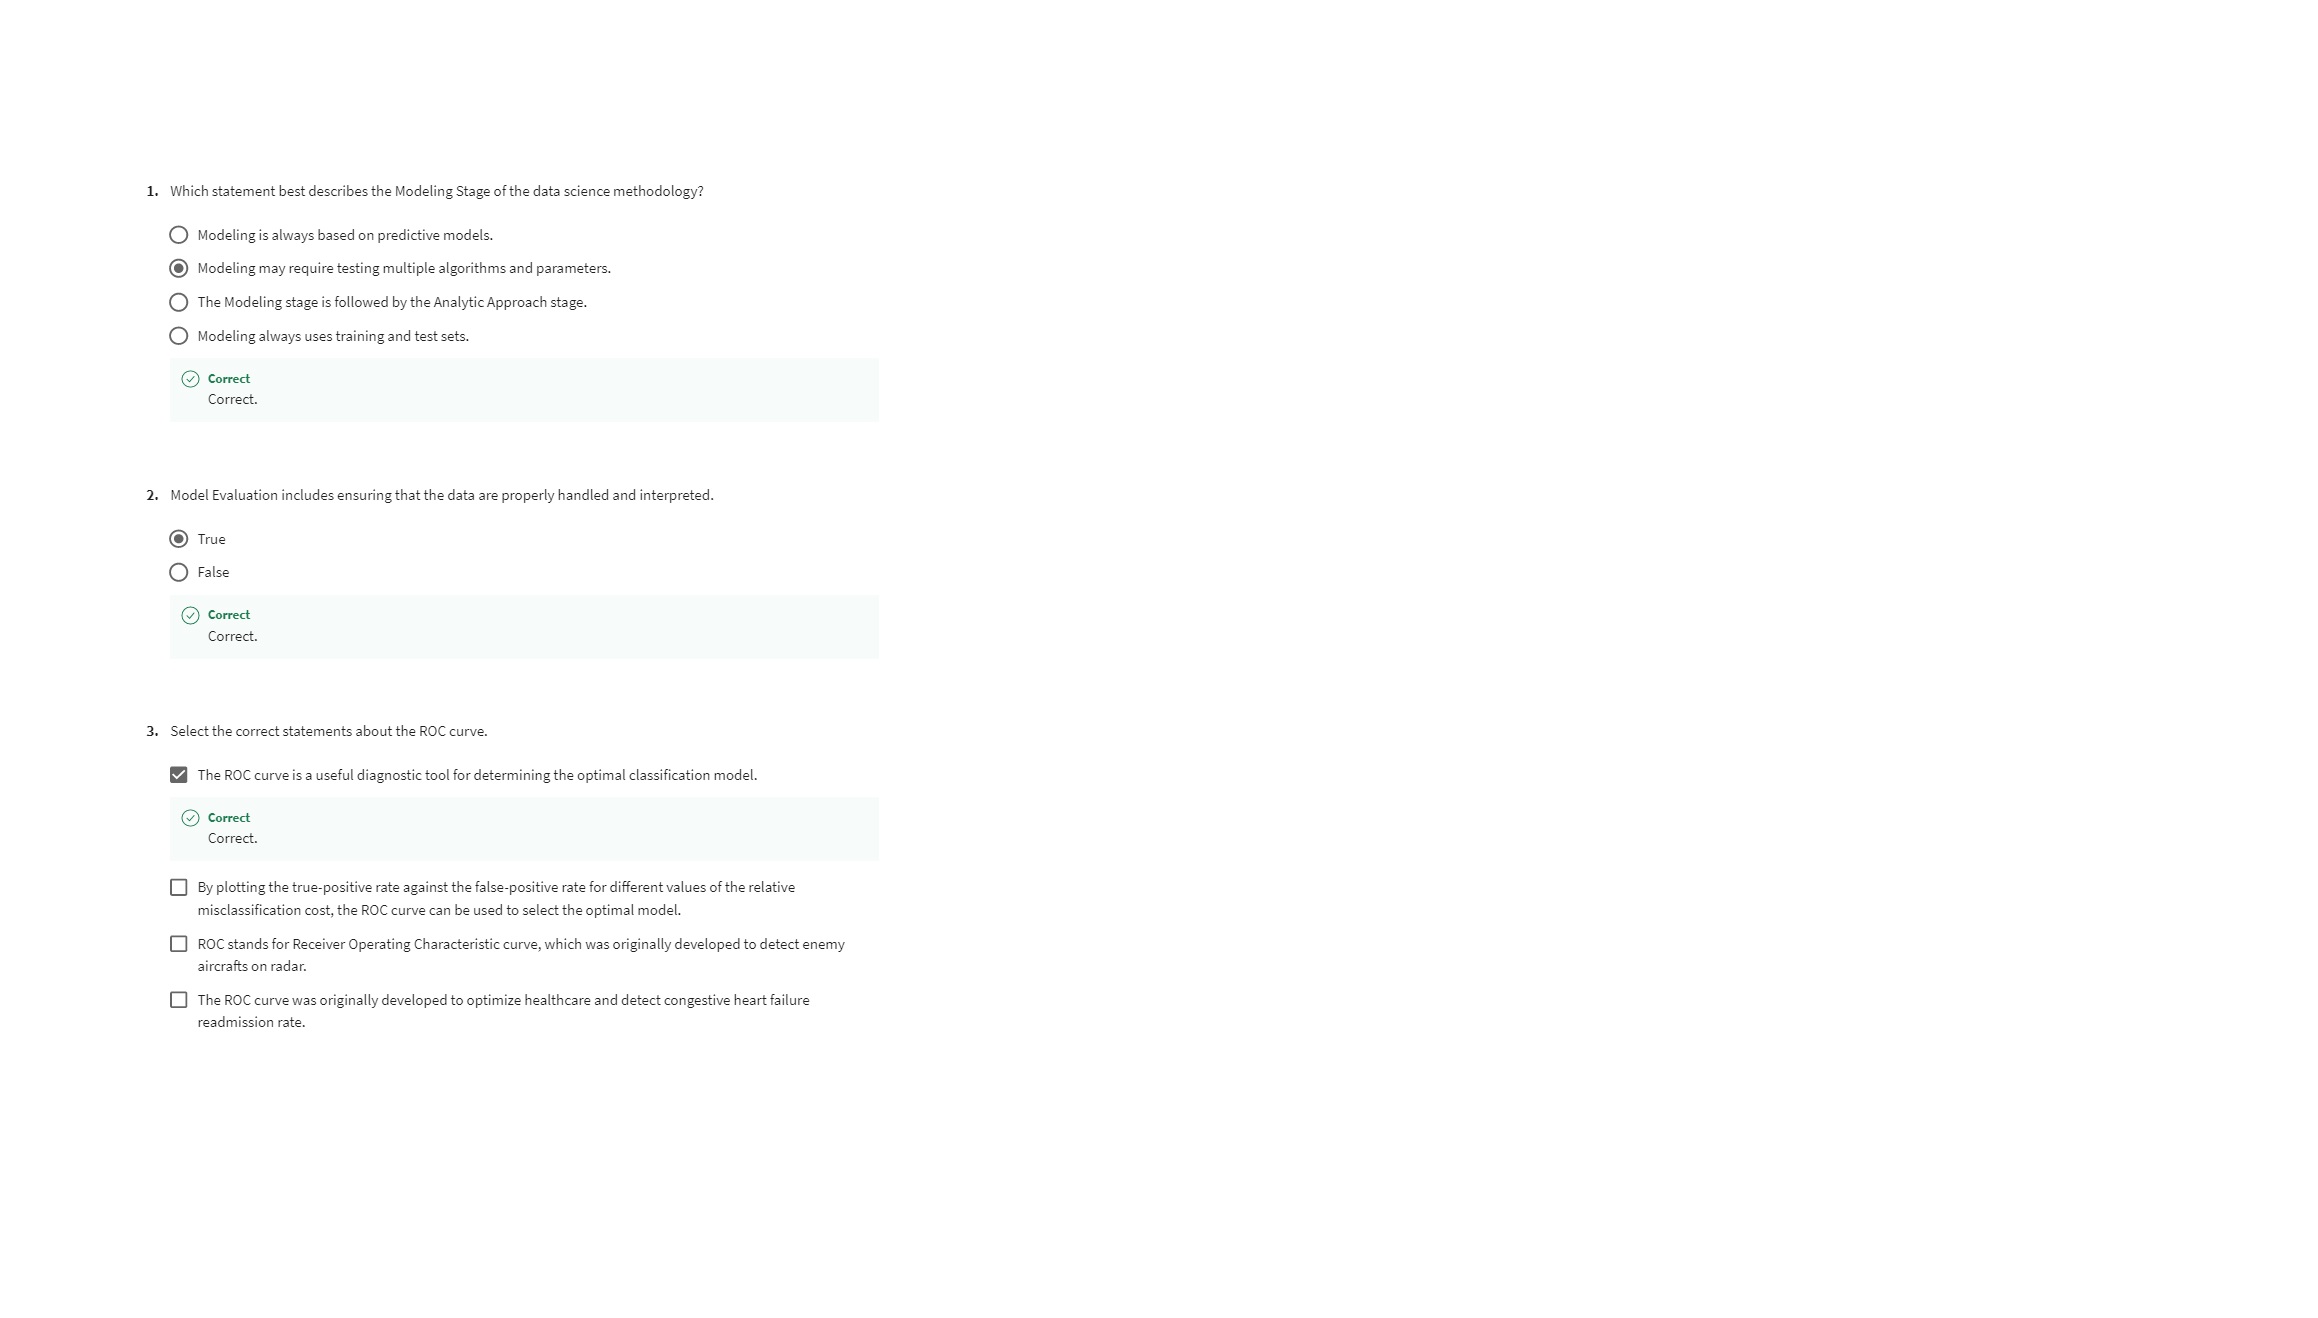 1. Which statement best describes the Modeling Stage of the data science methodology?
Modeling is always based on predictive models.
Modeling may require testing multiple algorithms and parameters.
The Modeling stage is followed by the Analytic Approach stage.
Modeling always uses training and test sets.
Correct
Correct.
2. Model Evaluation includes ensuring that the data are properly handled and interpreted.
True
False
Correct
Correct.
3. Select the correct statements about the ROC curve.
The ROC curve is a useful diagnostic tool for determining the optimal classification model.
Correct
Correct.
By plotting the true-positive rate against the false-positive rate for different values of the relative
misclassification cost, the ROC curve can be used to select the optimal model.
ROC stands for Receiver Operating Characteristic curve, which was originally developed to detect enemy
aircrafts on radar.
The ROC curve was originally developed to optimize healthcare and detect congestive heart failure
readmission rate.